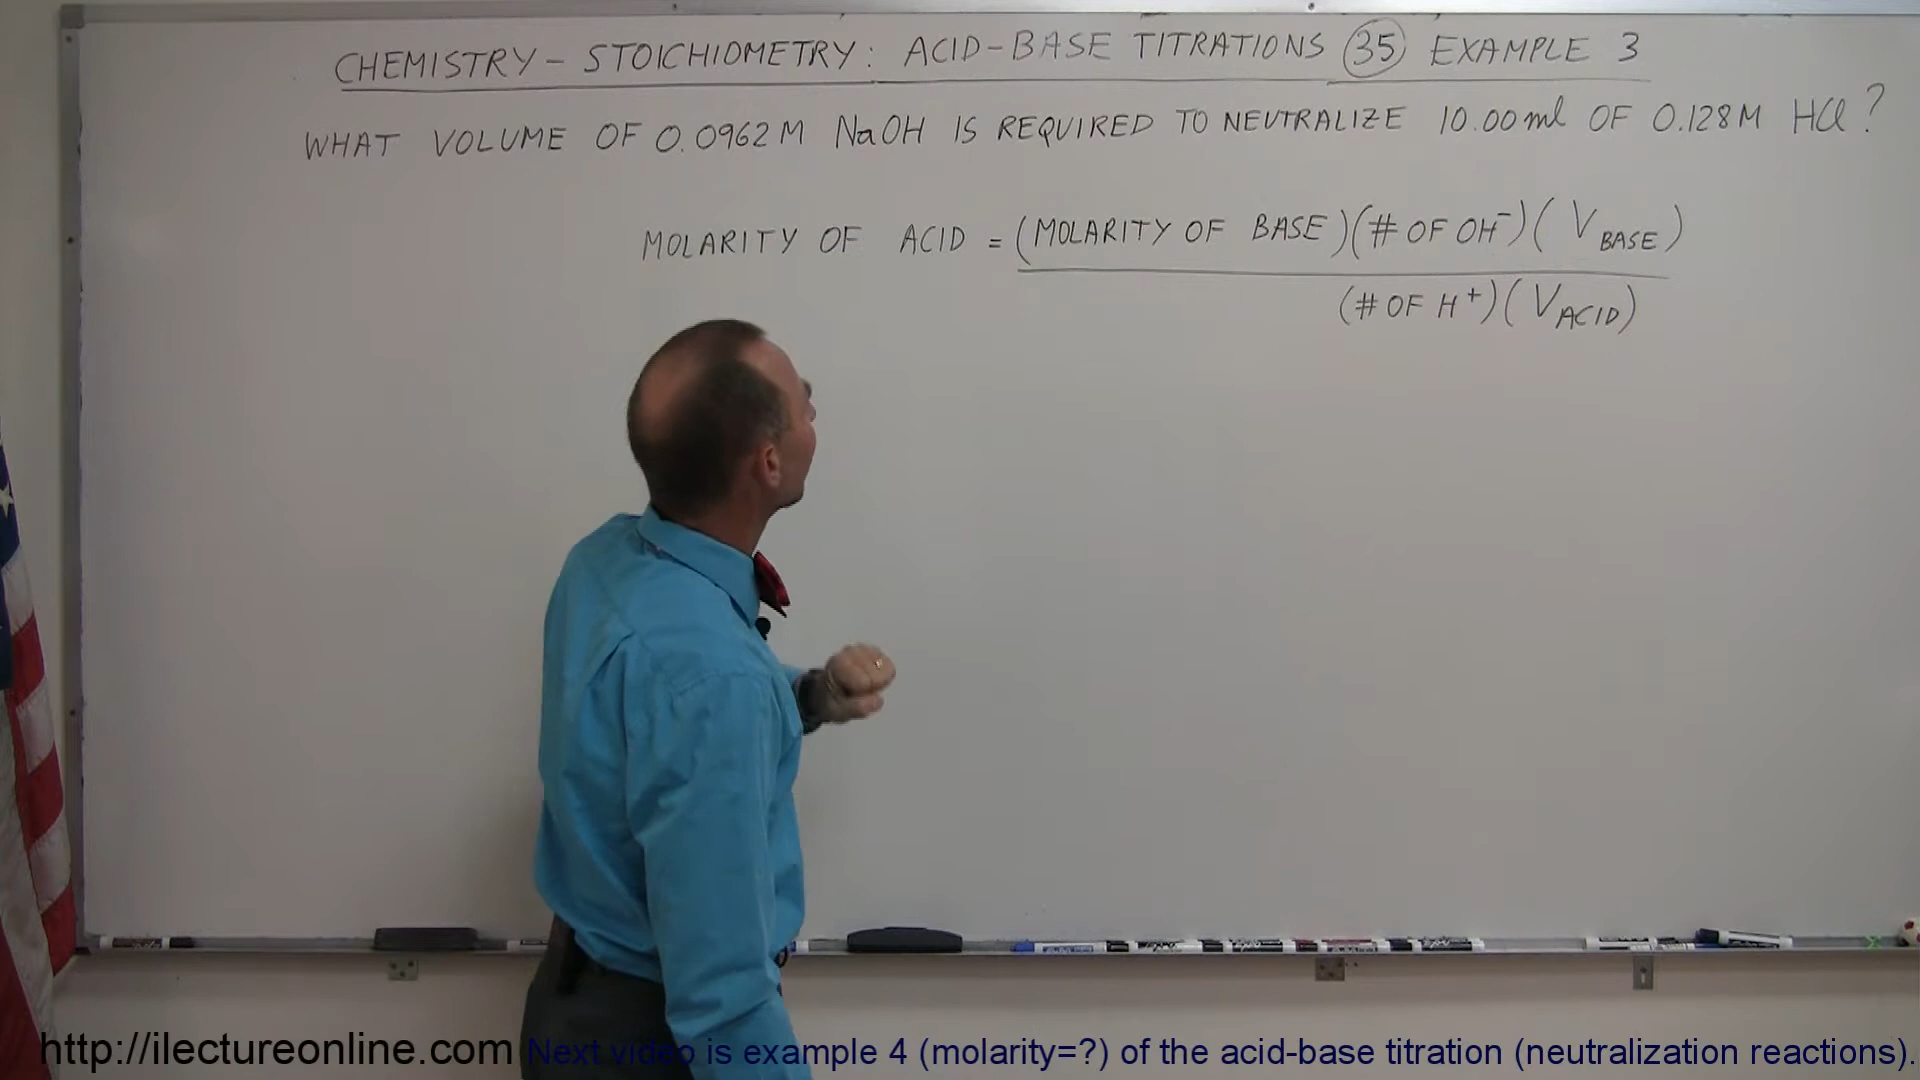 CHEMISTRY - STOICHIOMETRY: ACID-BASE TITRATIONS 35 EXAMPLE 3
WHAT VOLUME OF 0.0962 M NaOH IS REQUIRED TO NEUTRALIZE 10.00 ml OF 0.128 M HCl?
MOLARITY OF ACID = (MOLARITY OF BASE)(# OF OH⁻)(V BASE)
(# OF H⁺)(V ACID)
http://ilectureonline.com Next video is example 4 (molarity=?) of the acid-base titration (neutralization reactions).